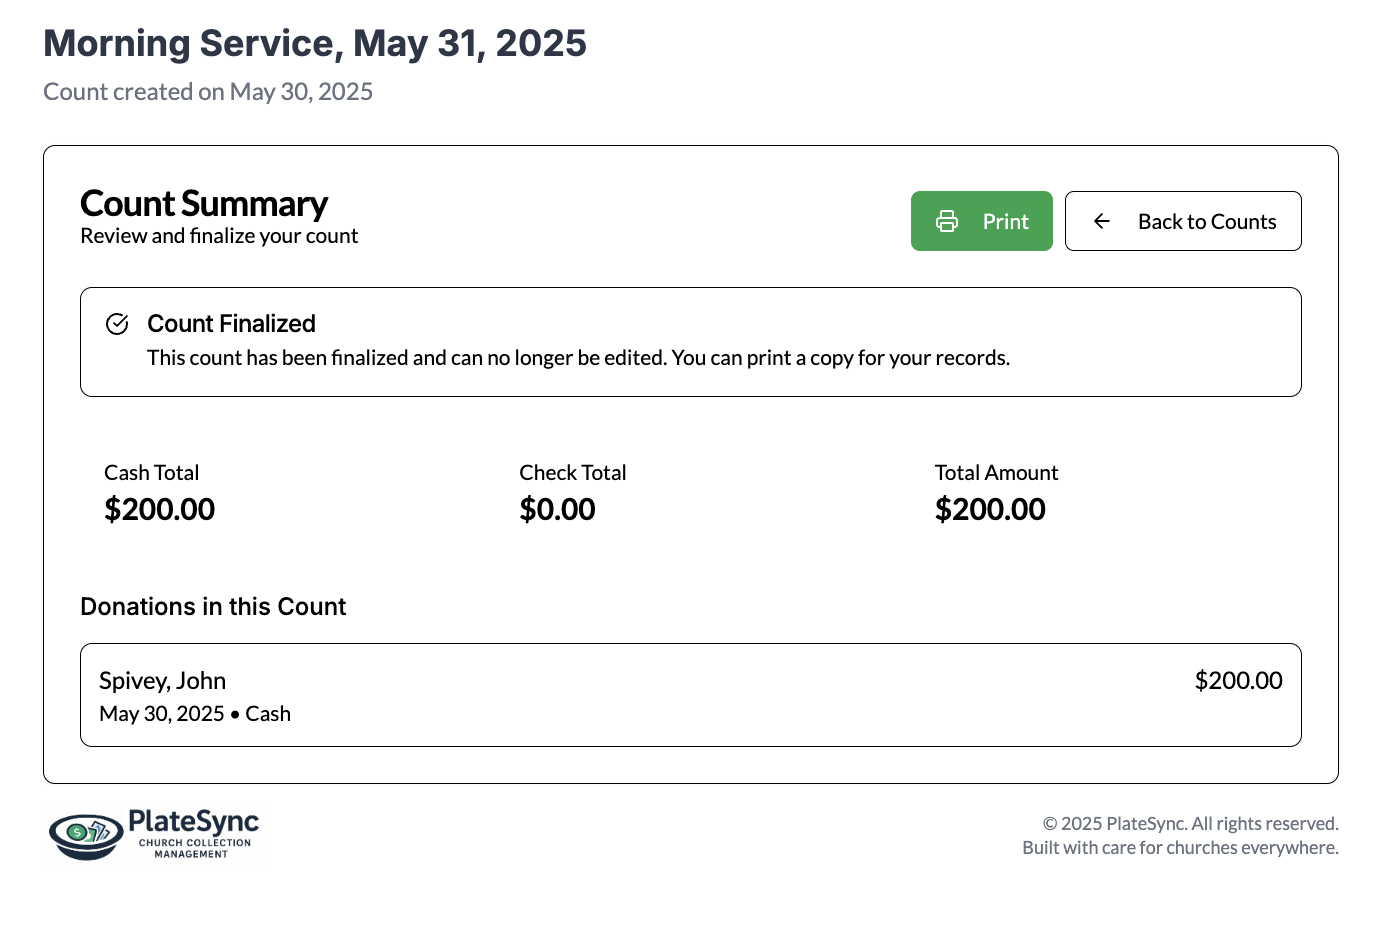 Morning Service, May 31, 2025
Count created on May 30, 2025
Count Summary
Review and finalize your count
Print
Back to Counts
Count Finalized
This count has been finalized and can no longer be edited. You can print a copy for your records.
Cash Total
$200.00
Check Total
$0.00
Total Amount
$200.00
Donations in this Count
Spivey, John
$200.00
May 30, 2025 • Cash
$
PlateSync
CHURCH COLLECTION
MANAGEMENT
© 2025 PlateSync. All rights reserved.
Built with care for churches everywhere.